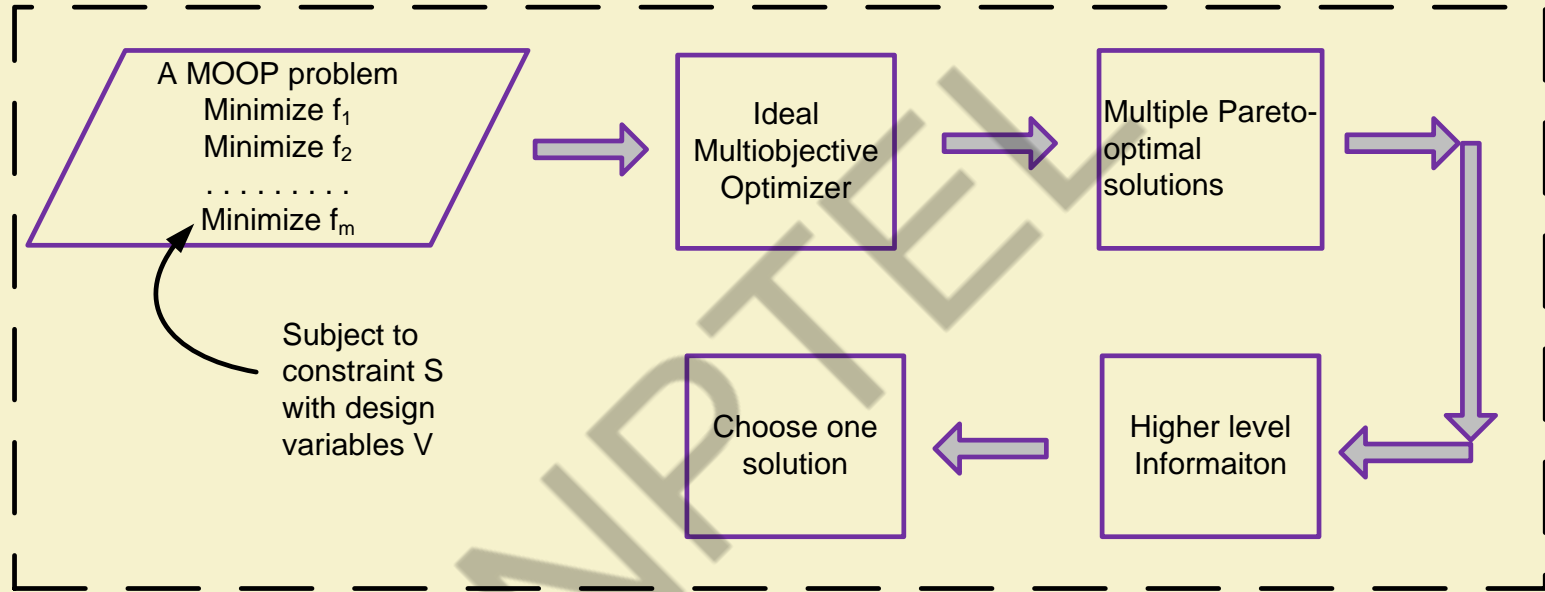 A MOOP problem
Minimize f₁
Minimize f₂
. . . . . . . . .
Minimize fₘ
Subject to
constraint S
with design
variables V
Ideal
Multiobjective
Optimizer
Multiple Pareto-
optimal
solutions
Higher level
Informaiton
Choose one
solution
NPTEL